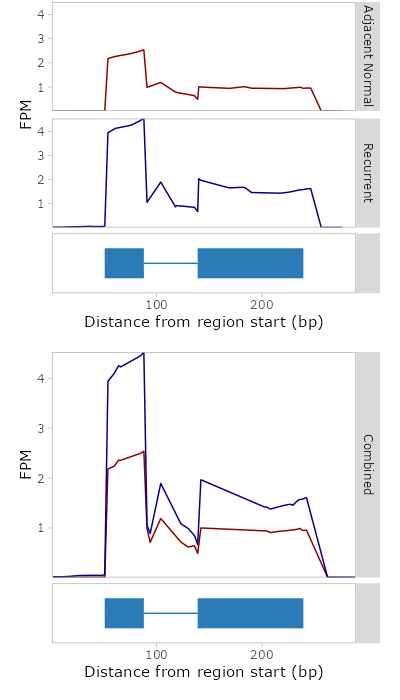 4
3
2
1
Adjacent Normal
FPM
4
3
2
1
Recurrent
100
200
Distance from region start (bp)
4
3
2
1
FPM
Combined
100
200
Distance from region start (bp)